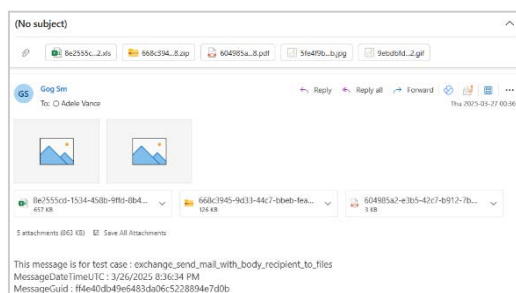 (No subject)
8e2555c...2.xls 668c394...8.zip 604985a...8.pdf 5fe4f9b...b.jpg 9ebdbfd...2.gif
GS Gog Sm Reply Reply all Forward
To: Adele Vance Thu 2025-03-27 00:36
8e2555cd-1534-458b-9ffd-8b4... 668c3945-9d33-44c7-bbeb-fea... 604985a2-e3b5-42c7-b912-7b...
657 KB 126 KB 3 KB
5 attachments (863 KB) Save All Attachments
This message is for test case : exchange_send_mail_with_body_recipient_to_files
MessageDateTimeUTC : 3/26/2025 8:36:34 PM
MessageGuid : ff4e40db49e6483da06c5228894e7d0b